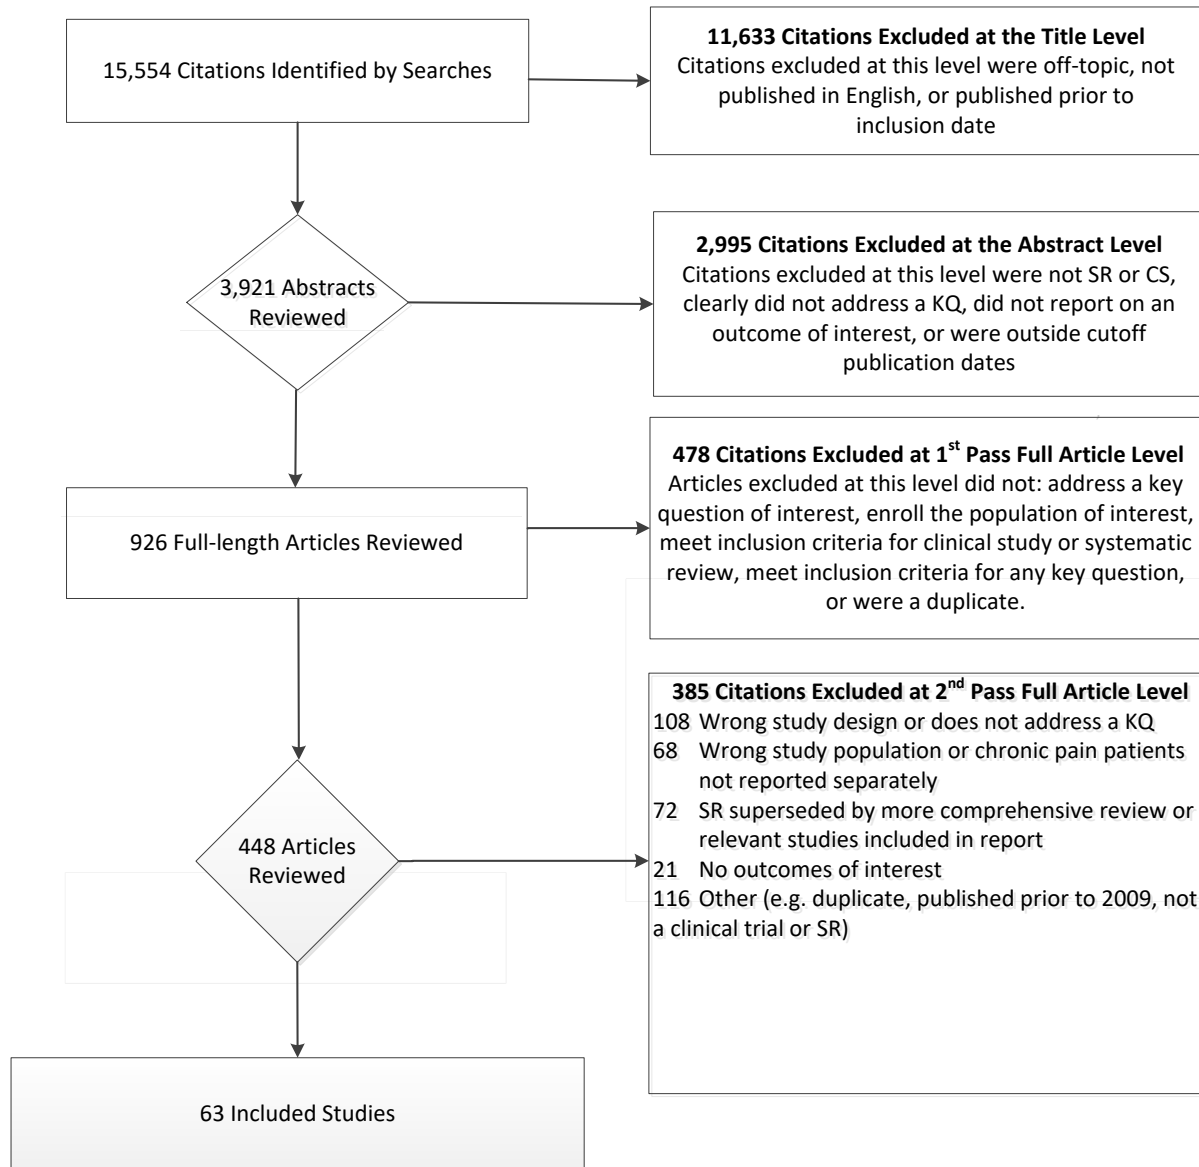 15,554 Citations Identified by Searches
11,633 Citations Excluded at the Title Level
Citations excluded at this level were off-topic, not
published in English, or published prior to
inclusion date
3,921 Abstracts
Reviewed
2,995 Citations Excluded at the Abstract Level
Citations excluded at this level were not SR or CS,
clearly did not address a KQ, did not report on an
outcome of interest, or were outside cutoff
publication dates
926 Full-length Articles Reviewed
478 Citations Excluded at 1st Pass Full Article Level
Articles excluded at this level did not: address a key
question of interest, enroll the population of interest,
meet inclusion criteria for clinical study or systematic
review, meet inclusion criteria for any key question,
or were a duplicate.
448 Articles
Reviewed
385 Citations Excluded at 2nd Pass Full Article Level
108 Wrong study design or does not address a KQ
68 Wrong study population or chronic pain patients
not reported separately
72 SR superseded by more comprehensive review or
relevant studies included in report
21 No outcomes of interest
116 Other (e.g. duplicate, published prior to 2009, not
a clinical trial or SR)
63 Included Studies